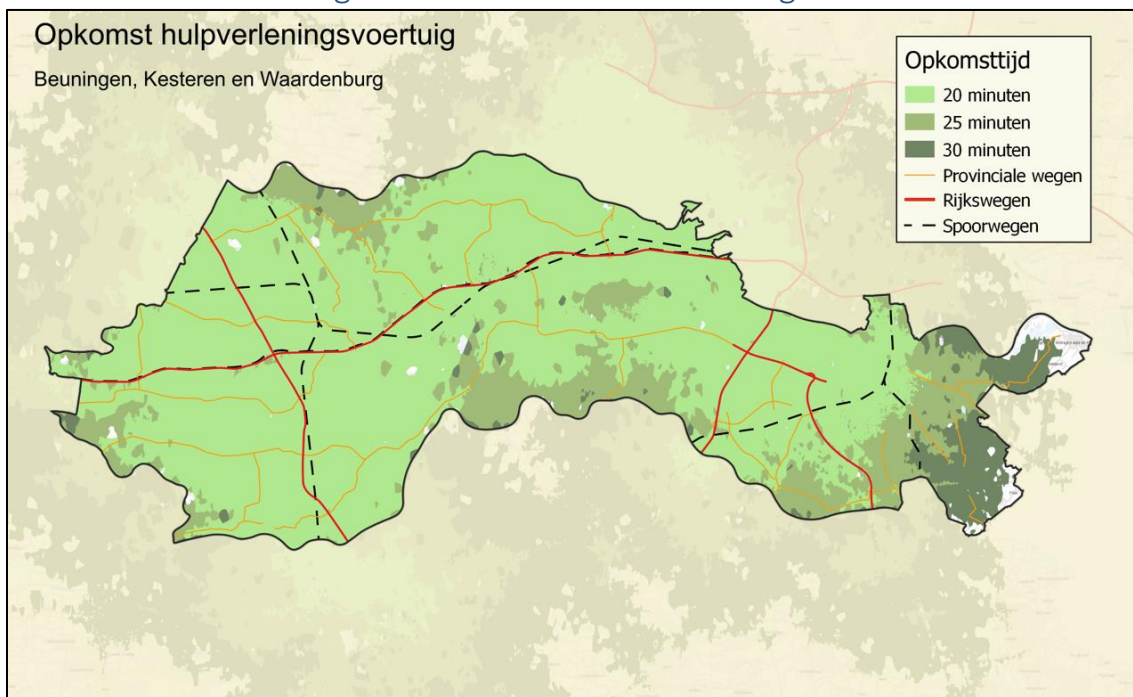 Opkomst hulpverleningsvoertuig
Beuningen, Kesteren en Waardenburg
Opkomsttijd
20 minuten
25 minuten
30 minuten
Provinciale wegen
Rijkswegen
Spoorwegen